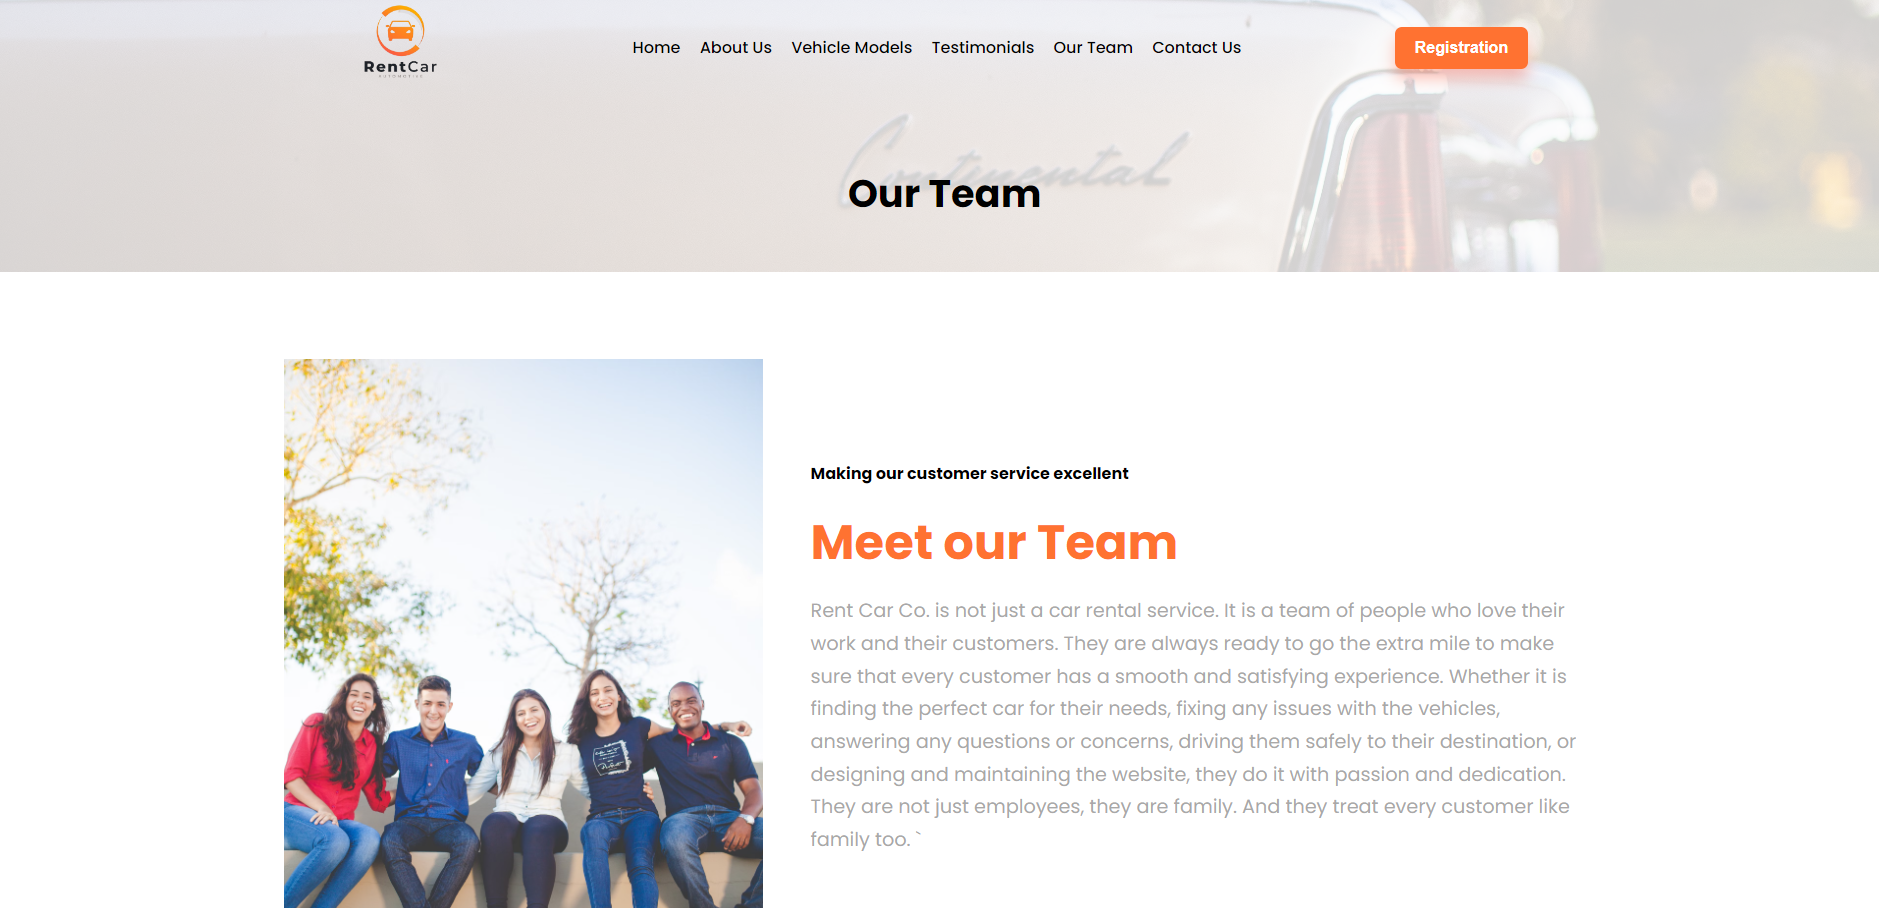 RentCar
AUTOMOTIVE
Home About Us Vehicle Models Testimonials Our Team Contact Us
Registration
Continental
Our Team
Making our customer service excellent
Meet our Team
Rent Car Co. is not just a car rental service. It is a team of people who love their
work and their customers. They are always ready to go the extra mile to make
sure that every customer has a smooth and satisfying experience. Whether it is
finding the perfect car for their needs, fixing any issues with the vehicles,
answering any questions or concerns, driving them safely to their destination, or
designing and maintaining the website, they do it with passion and dedication.
They are not just employees, they are family. And they treat every customer like
family too. `